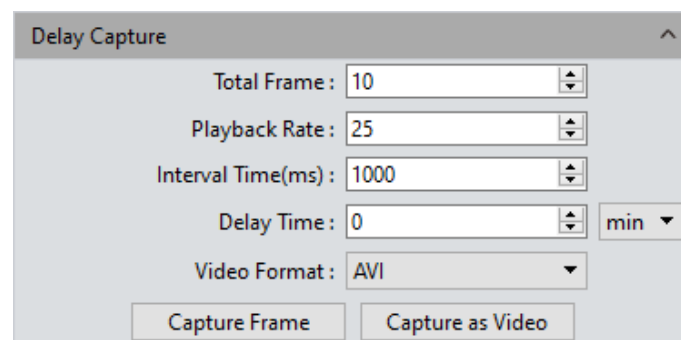 Delay Capture
Total Frame : 10
Playback Rate : 25
Interval Time(ms) : 1000
Delay Time : 0 min
Video Format : AVI
Capture Frame Capture as Video